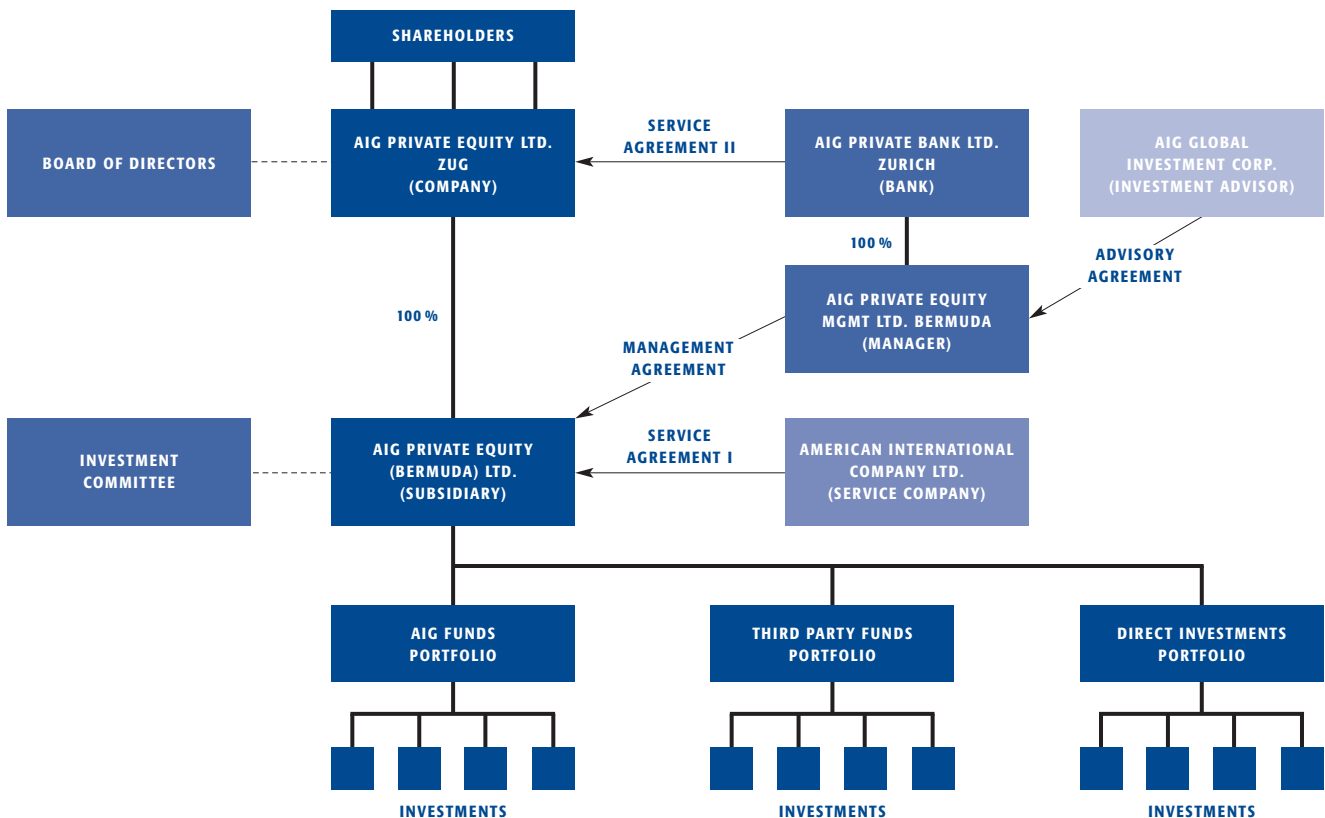 SHAREHOLDERS
BOARD OF DIRECTORS
AIG PRIVATE EQUITY LTD.
ZUG
(COMPANY)
SERVICE
AGREEMENT II
AIG PRIVATE BANK LTD.
ZURICH
(BANK)
AIG GLOBAL
INVESTMENT CORP.
(INVESTMENT ADVISOR)
100 %
ADVISORY
AGREEMENT
AIG PRIVATE EQUITY
MGMT LTD. BERMUDA
(MANAGER)
100 %
MANAGEMENT
AGREEMENT
INVESTMENT
COMMITTEE
AIG PRIVATE EQUITY
(BERMUDA) LTD.
(SUBSIDIARY)
SERVICE
AGREEMENT I
AMERICAN INTERNATIONAL
COMPANY LTD.
(SERVICE COMPANY)
AIG FUNDS
PORTFOLIO
THIRD PARTY FUNDS
PORTFOLIO
DIRECT INVESTMENTS
PORTFOLIO
INVESTMENTS
INVESTMENTS
INVESTMENTS